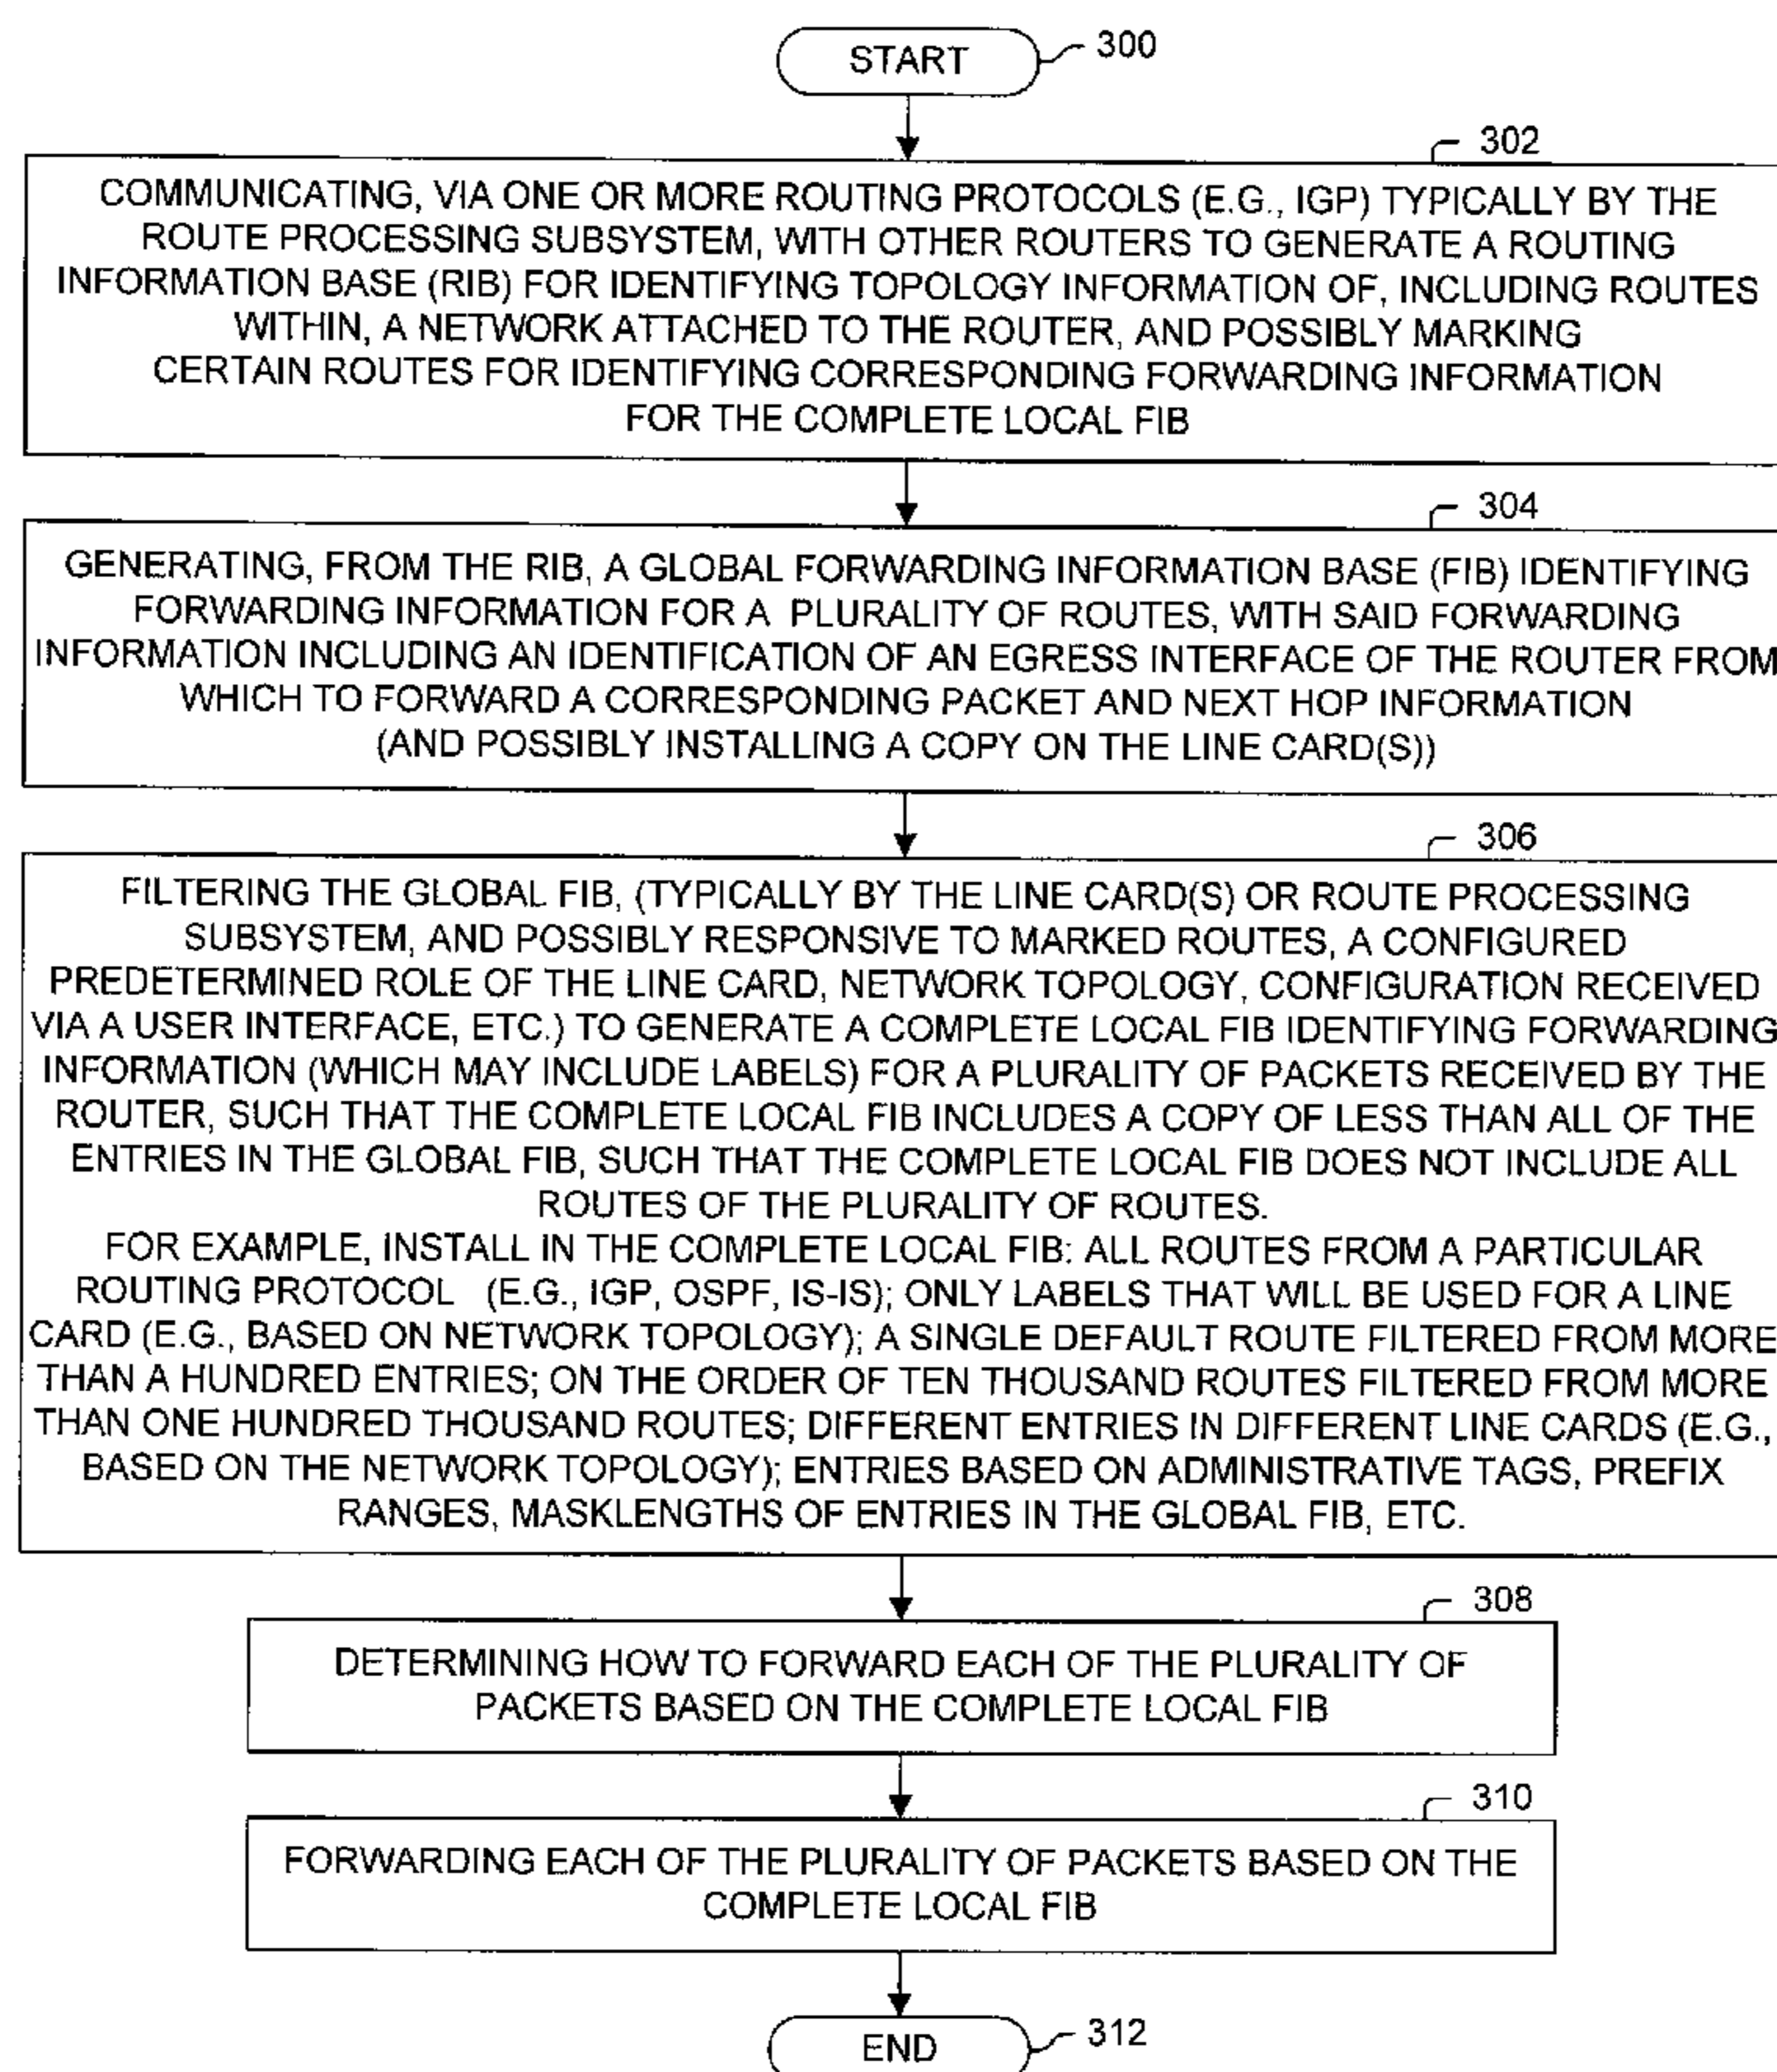 START
300
302
COMMUNICATING, VIA ONE OR MORE ROUTING PROTOCOLS (E.G., IGP) TYPICALLY BY THE
ROUTE PROCESSING SUBSYSTEM, WITH OTHER ROUTERS TO GENERATE A ROUTING
INFORMATION BASE (RIB) FOR IDENTIFYING TOPOLOGY INFORMATION OF, INCLUDING ROUTES
WITHIN, A NETWORK ATTACHED TO THE ROUTER, AND POSSIBLY MARKING
CERTAIN ROUTES FOR IDENTIFYING CORRESPONDING FORWARDING INFORMATION
FOR THE COMPLETE LOCAL FIB
304
GENERATING, FROM THE RIB, A GLOBAL FORWARDING INFORMATION BASE (FIB) IDENTIFYING
FORWARDING INFORMATION FOR A PLURALITY OF ROUTES, WITH SAID FORWARDING
INFORMATION INCLUDING AN IDENTIFICATION OF AN EGRESS INTERFACE OF THE ROUTER FROM
WHICH TO FORWARD A CORRESPONDING PACKET AND NEXT HOP INFORMATION
(AND POSSIBLY INSTALLING A COPY ON THE LINE CARD(S))
306
FILTERING THE GLOBAL FIB, (TYPICALLY BY THE LINE CARD(S) OR ROUTE PROCESSING
SUBSYSTEM, AND POSSIBLY RESPONSIVE TO MARKED ROUTES, A CONFIGURED
PREDETERMINED ROLE OF THE LINE CARD, NETWORK TOPOLOGY, CONFIGURATION RECEIVED
VIA A USER INTERFACE, ETC.) TO GENERATE A COMPLETE LOCAL FIB IDENTIFYING FORWARDING
INFORMATION (WHICH MAY INCLUDE LABELS) FOR A PLURALITY OF PACKETS RECEIVED BY THE
ROUTER, SUCH THAT THE COMPLETE LOCAL FIB INCLUDES A COPY OF LESS THAN ALL OF THE
ENTRIES IN THE GLOBAL FIB, SUCH THAT THE COMPLETE LOCAL FIB DOES NOT INCLUDE ALL
ROUTES OF THE PLURALITY OF ROUTES.
FOR EXAMPLE, INSTALL IN THE COMPLETE LOCAL FIB: ALL ROUTES FROM A PARTICULAR
ROUTING PROTOCOL (E.G., IGP, OSPF, IS-IS); ONLY LABELS THAT WILL BE USED FOR A LINE
CARD (E.G., BASED ON NETWORK TOPOLOGY); A SINGLE DEFAULT ROUTE FILTERED FROM MORE
THAN A HUNDRED ENTRIES; ON THE ORDER OF TEN THOUSAND ROUTES FILTERED FROM MORE
THAN ONE HUNDRED THOUSAND ROUTES; DIFFERENT ENTRIES IN DIFFERENT LINE CARDS (E.G.,
BASED ON THE NETWORK TOPOLOGY); ENTRIES BASED ON ADMINISTRATIVE TAGS, PREFIX
RANGES, MASKLENGTHS OF ENTRIES IN THE GLOBAL FIB, ETC.
308
DETERMINING HOW TO FORWARD EACH OF THE PLURALITY OF
PACKETS BASED ON THE COMPLETE LOCAL FIB
310
FORWARDING EACH OF THE PLURALITY OF PACKETS BASED ON THE
COMPLETE LOCAL FIB
END
312